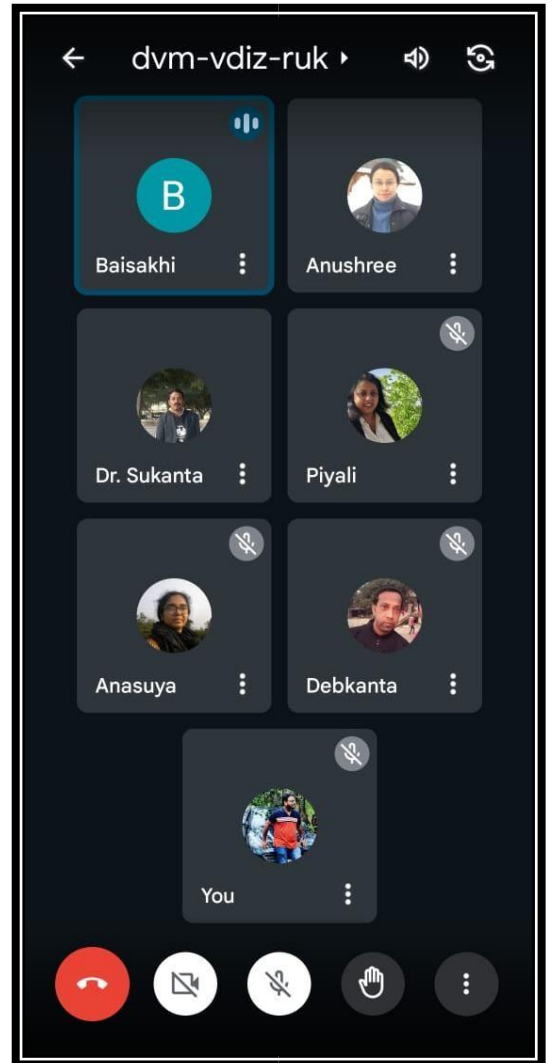 dvm-vdiz-ruk
B
Baisakhi
Anushree
Dr. Sukanta
Piyali
Anasuya
Debkanta
You